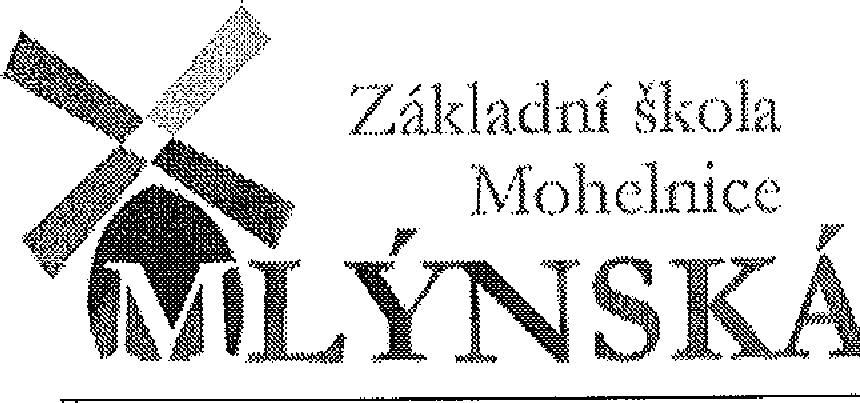 Základní škola
Mohelnice
MLÝNSKÁ